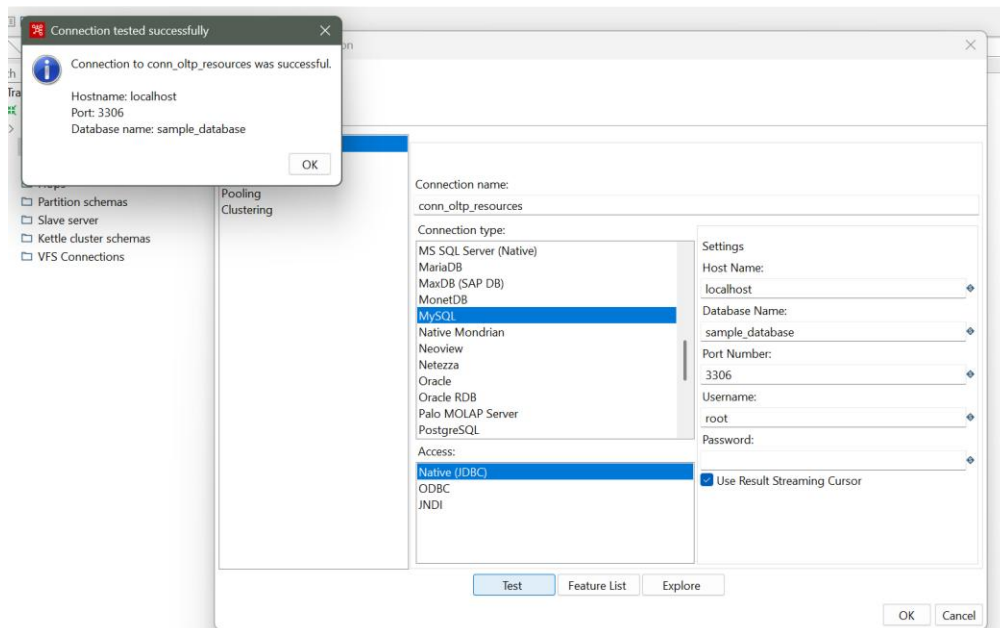 Connection tested successfully
Connection to conn_oltp_resources was successful.
Hostname: localhost
Port: 3306
Database name: sample_database
OK
Partition schemas
Slave server
Kettle cluster schemas
VFS Connections
Pooling
Clustering
Connection name:
conn_oltp_resources
Connection type:
MS SQL Server (Native)
MariaDB
MaxDB (SAP DB)
MonetDB
MySQL
Native Mondrian
Neoview
Netezza
Oracle
Oracle RDB
Palo MOLAP Server
PostgreSQL
Access:
Native (JDBC)
ODBC
JNDI
Settings
Host Name:
localhost
Database Name:
sample_database
Port Number:
3306
Username:
root
Password:
Use Result Streaming Cursor
Test
Feature List
Explore
OK
Cancel